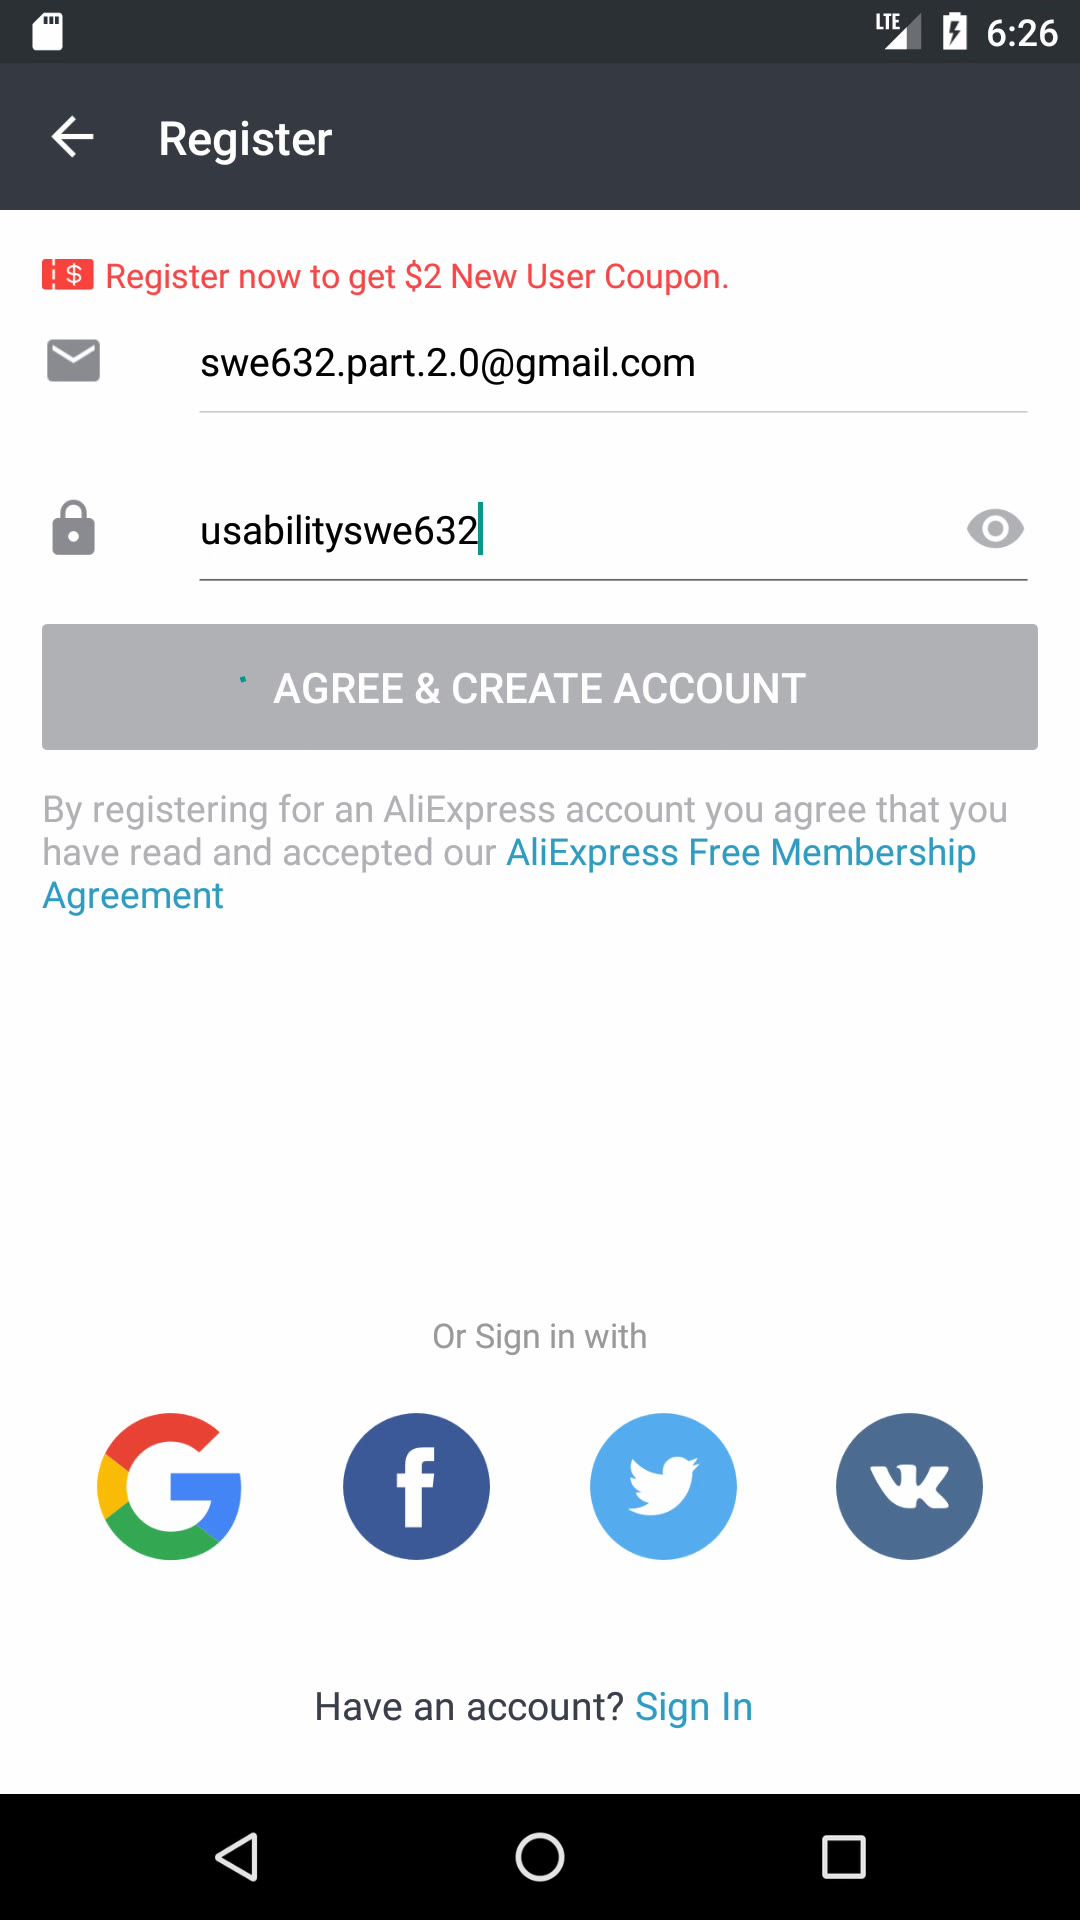 LTE 6:26
Register
$ Register now to get $2 New User Coupon.
swe632.part.2.0@gmail.com
usabilityswe632
AGREE & CREATE ACCOUNT
By registering for an AliExpress account you agree that you
have read and accepted our AliExpress Free Membership
Agreement
Or Sign in with
Have an account? Sign In